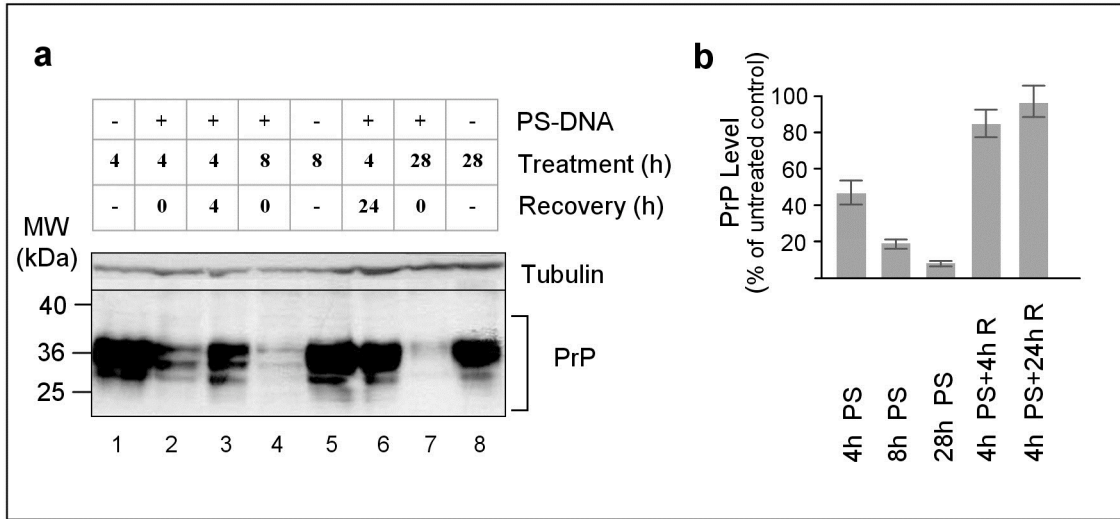 a
- + + + - + + - PS-DNA
4 4 4 8 8 4 28 28 Treatment (h)
- 0 4 0 - 24 0 - Recovery (h)
MW
(kDa)
Tubulin
40
36
25
PrP
1 2 3 4 5 6 7 8
b
PrP Level
(% of untreated control)
100
80
60
40
20
4h PS
8h PS
28h PS
4h PS+4h R
4h PS+24h R